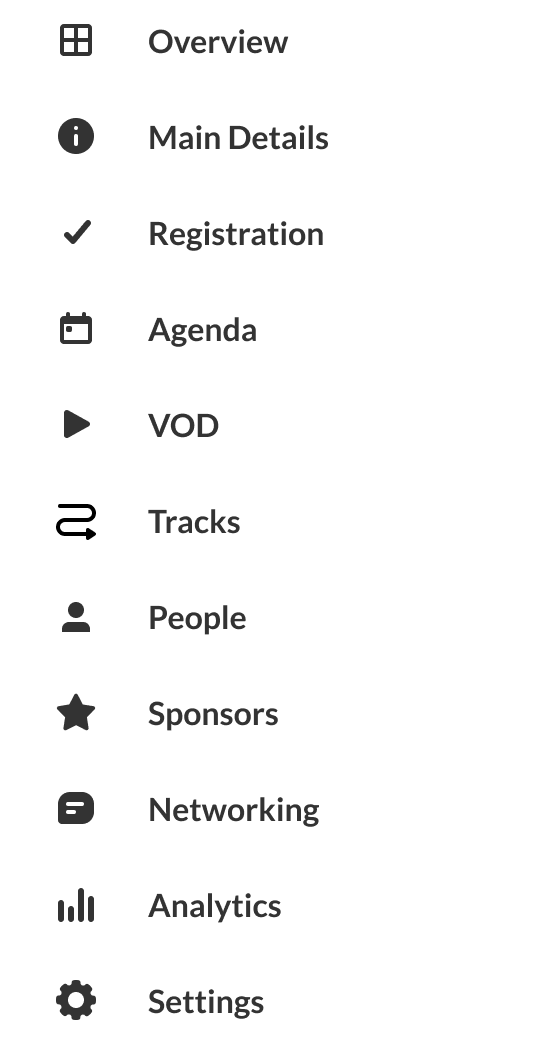 Overview
Main Details
Registration
Agenda
VOD
Tracks
People
Sponsors
Networking
Analytics
Settings